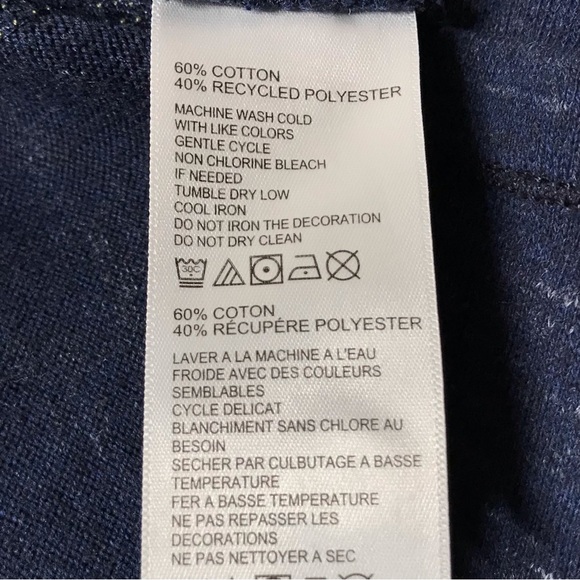 60% COTTON
40% RECYCLED POLYESTER
MACHINE WASH COLD
WITH LIKE COLORS
GENTLE CYCLE
NON CHLORINE BLEACH
IF NEEDED
TUMBLE DRY LOW
COOL IRON
DO NOT IRON THE DECORATION
DO NOT DRY CLEAN
30C
60% COTON
40% RÉCUPÉRE POLYESTER
LAVER A LA MACHINE A L'EAU
FROIDE AVEC DES COULEURS
SEMBLABLES
CYCLE DELICAT
BLANCHIMENT SANS CHLORE AU
BESOIN
SECHER PAR CULBUTAGE A BASSE
TEMPERATURE
FER A BASSE TEMPERATURE
NE PAS REPASSER LES
DECORATIONS
NE PAS NETTOYER A SEC